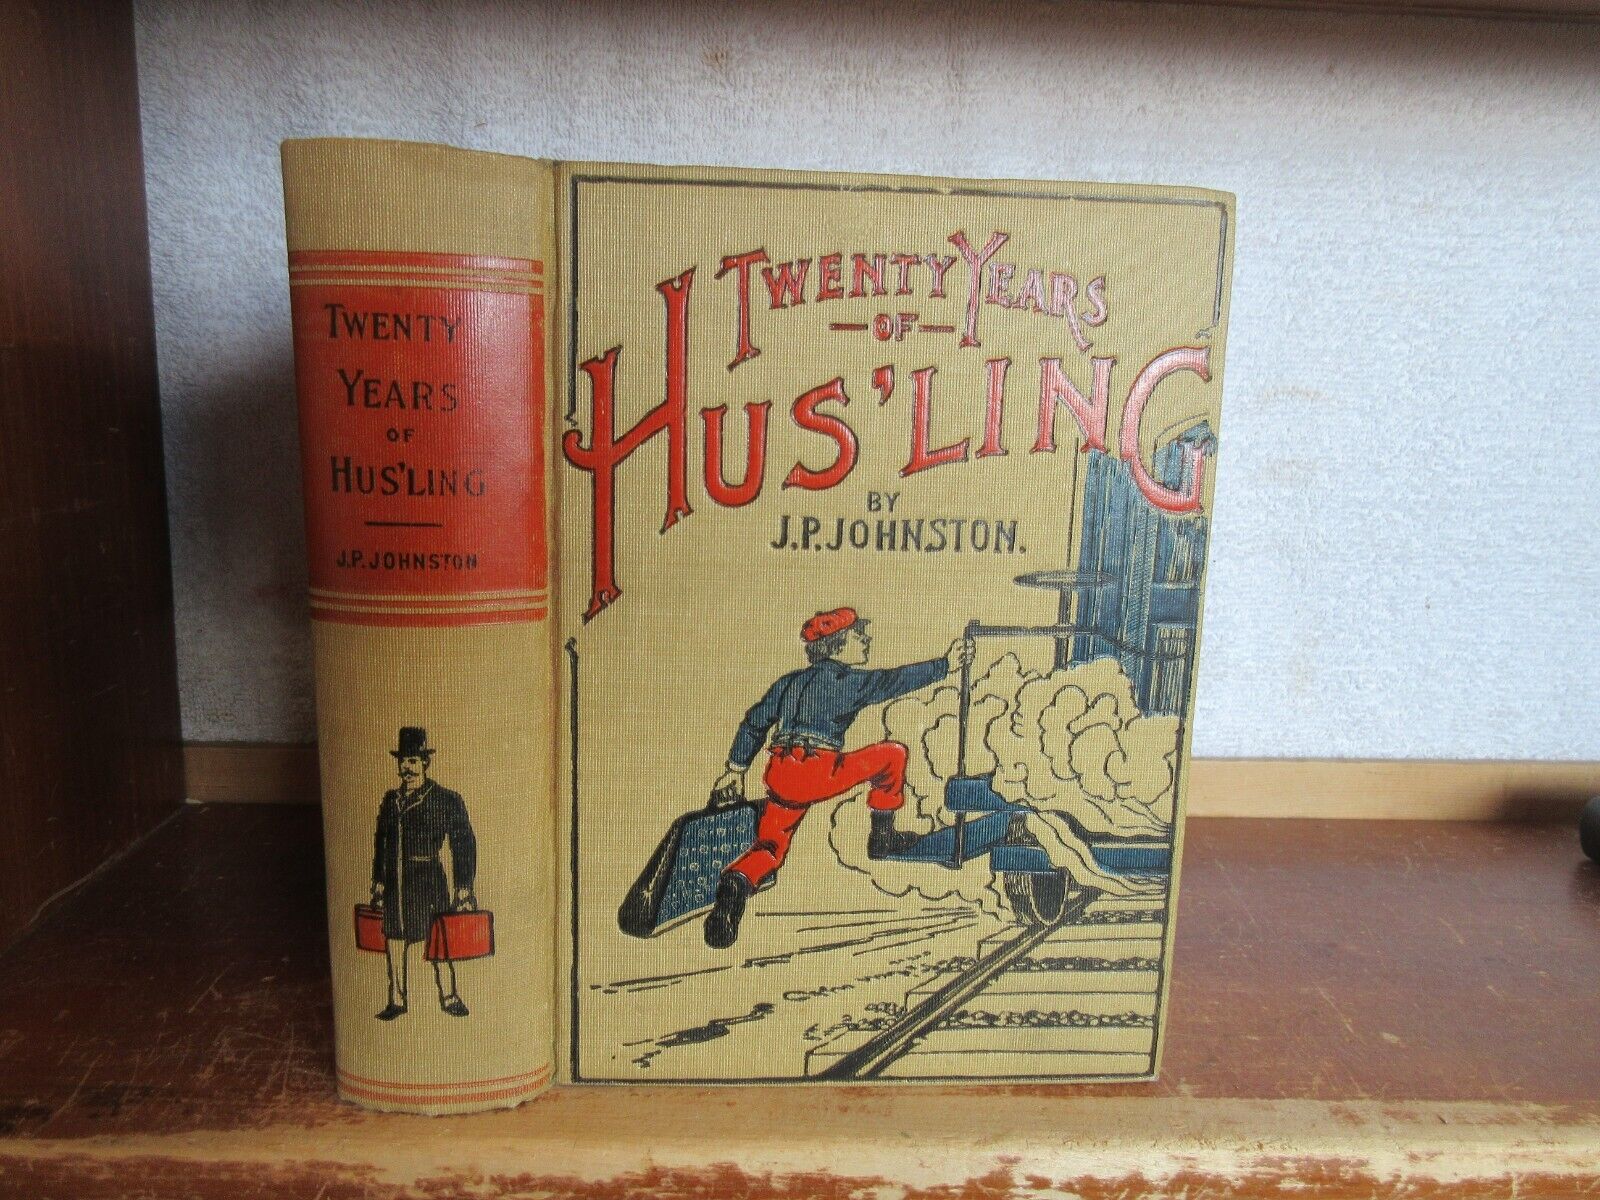 TWENTY
YEARS
OF
HUS'LING
J.P. JOHNSTON
TWENTY YEARS
—OF—
HUS'LING
BY
J.P. JOHNSTON.